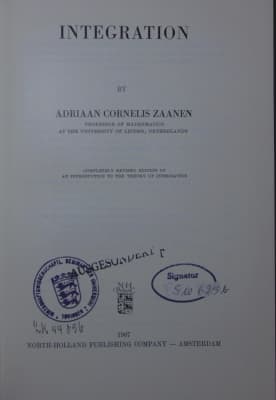 INTEGRATION
BY
ADRIAAN CORNELIS ZAANEN
PROFESSOR OF MATHEMATICS
AT THE UNIVERSITY OF LEIDEN, NETHERLANDS
COMPLETELY REVISED EDITION OF
AN INTRODUCTION TO THE THEORY OF INTEGRATION
AUSGESONDERT
Signatur
1967
NORTH-HOLLAND PUBLISHING COMPANY — AMSTERDAM